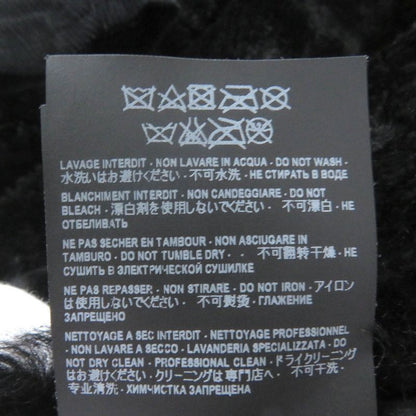 LAVAGE INTERDIT - NON LAVARE IN ACQUA - DO NOT WASH -
水洗いはお避けください - 不可水洗 - НЕ СТИРАТЬ В ВОДЕ
BLANCHIMENT INTERDIT - NON CANDEGGIARE - DO NOT
BLEACH - 漂白剤を使用しないでください - 不可漂白 - НЕ
ОТБЕЛИВАТЬ
NE PAS SECHER EN TAMBOUR - NON ASCIUGARE IN
TAMBURO - DO NOT TUMBLE DRY - 不可翻转干燥 - НЕ
СУШИТЬ В ЭЛЕКТРИЧЕСКОЙ СУШИЛКЕ
NE PAS REPASSER - NON STIRARE - DO NOT IRON - アイロン
は使用しないでください - 不可熨烫 - ГЛАЖЕНИЕ
ЗАПРЕЩЕНО
NETTOYAGE A SEC INTERDIT - NETTOYAGE PROFESSIONNEL
- NON LAVARE A SECCO - LAVANDERIA SPECIALIZZATA - DO
NOT DRY CLEAN - PROFESSIONAL CLEAN - ドライクリーニング
はお避けください - クリーニングは専門店へ - 不可干洗 -
专业清洗 - ХИМЧИСТКА ЗАПРЕЩЕНА